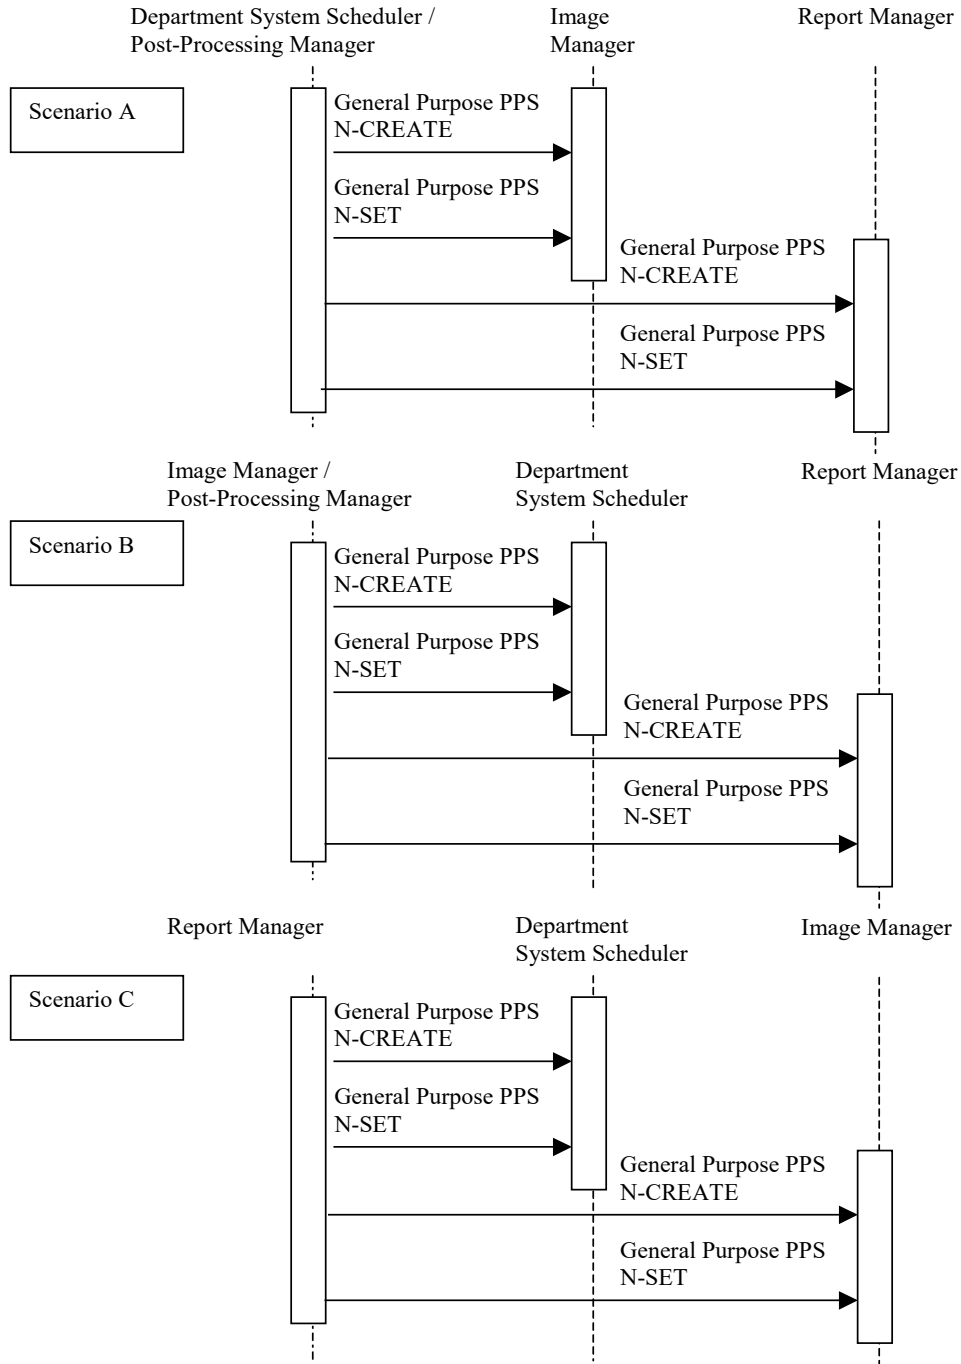 Department System Scheduler /
Post-Processing Manager
Image
Manager
Report Manager
Scenario A
General Purpose PPS
N-CREATE
General Purpose PPS
N-SET
General Purpose PPS
N-CREATE
General Purpose PPS
N-SET
Image Manager /
Post-Processing Manager
Department
System Scheduler
Report Manager
Scenario B
General Purpose PPS
N-CREATE
General Purpose PPS
N-SET
General Purpose PPS
N-CREATE
General Purpose PPS
N-SET
Report Manager
Department
System Scheduler
Image Manager
Scenario C
General Purpose PPS
N-CREATE
General Purpose PPS
N-SET
General Purpose PPS
N-CREATE
General Purpose PPS
N-SET